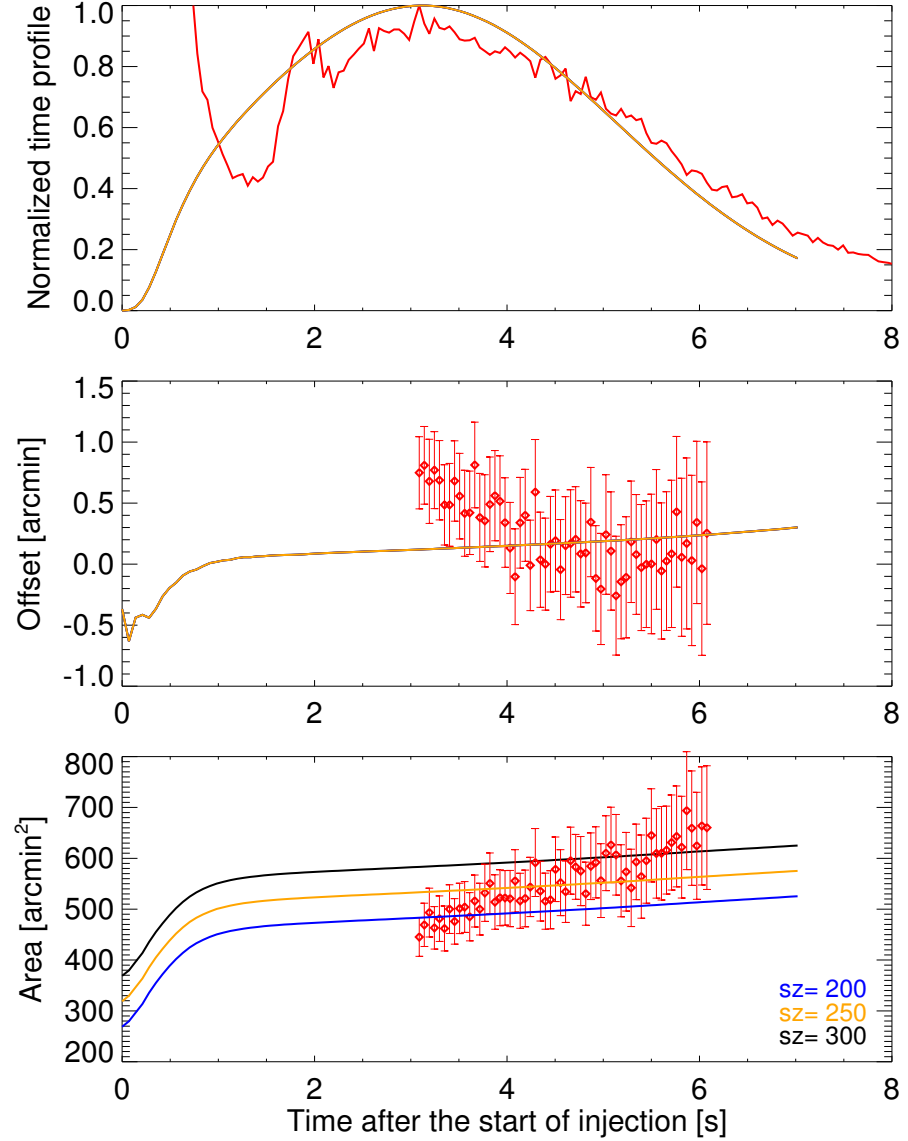 Normalized time profile
1.0
0.8
0.6
0.4
0.2
0.0
0 2 4 6 8
Offset [arcmin]
1.5
1.0
0.5
0.0
-0.5
-1.0
0 2 4 6 8
Area [arcmin²]
800
700
600
500
400
300
200
sz= 200
sz= 250
sz= 300
0 2 4 6 8
Time after the start of injection [s]